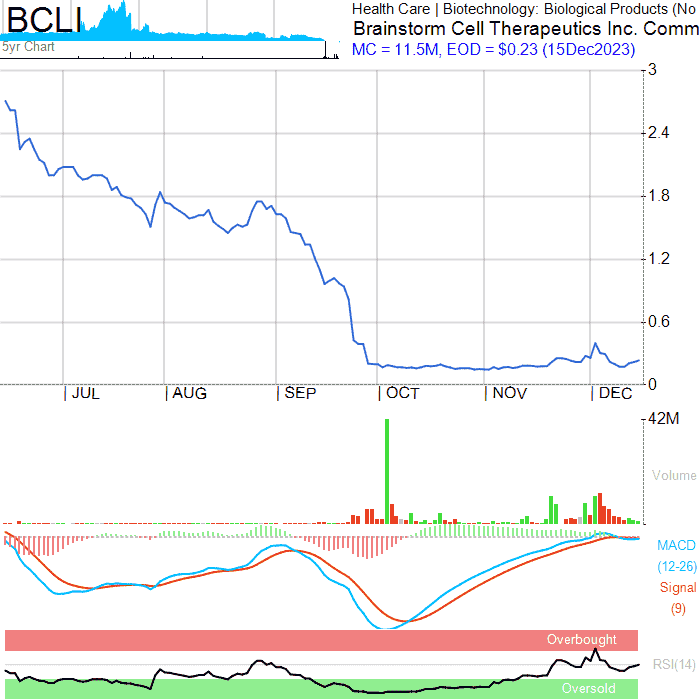 BCLI
5yr Chart
Health Care | Biotechnology: Biological Products (No
Brainstorm Cell Therapeutics Inc. Comm
MC = 11.5M, EOD = $0.23 (15Dec2023)
3
2.4
1.8
1.2
0.6
0
JUL AUG SEP OCT NOV DEC
42M
Volume
MACD
(12-26)
Signal
(9)
Overbought
RSI(14)
Oversold